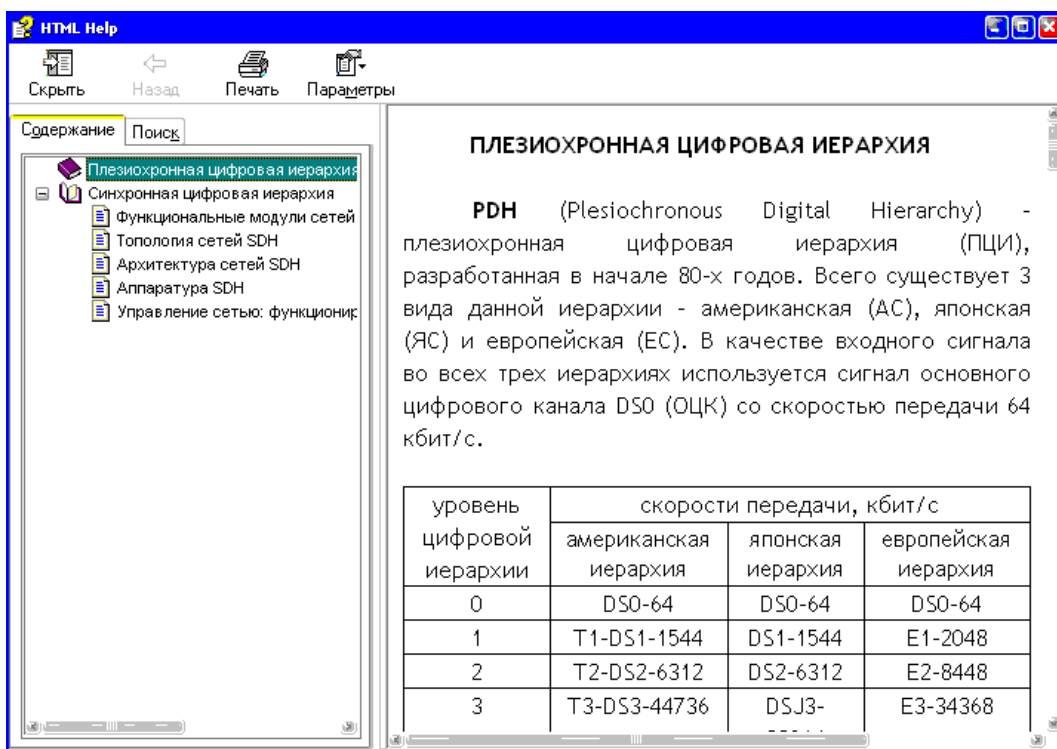 HTML Help
Скрыть Назад Печать Параметры
Содержание Поиск
Плезиохронная цифровая иерархия
Синхронная цифровая иерархия
Функциональные модули сетей
Топология сетей SDH
Архитектура сетей SDH
Аппаратура SDH
Управление сетью: функционир
ПЛЕЗИОХРОННАЯ ЦИФРОВАЯ ИЕРАРХИЯ
PDH (Plesiochronous Digital Hierarchy) -
плезиохронная цифровая иерархия (ПЦИ),
разработанная в начале 80-х годов. Всего существует 3
вида данной иерархии - американская (АС), японская
(ЯС) и европейская (ЕС). В качестве входного сигнала
во всех трех иерархиях используется сигнал основного
цифрового канала DS0 (ОЦК) со скоростью передачи 64
кбит/с.
уровень цифровой иерархии скорости передачи, кбит/с
американская иерархия японская иерархия европейская иерархия
0 DS0-64 DS0-64 DS0-64
1 T1-DS1-1544 DS1-1544 E1-2048
2 T2-DS2-6312 DS2-6312 E2-8448
3 T3-DS3-44736 DSJ3- E3-34368